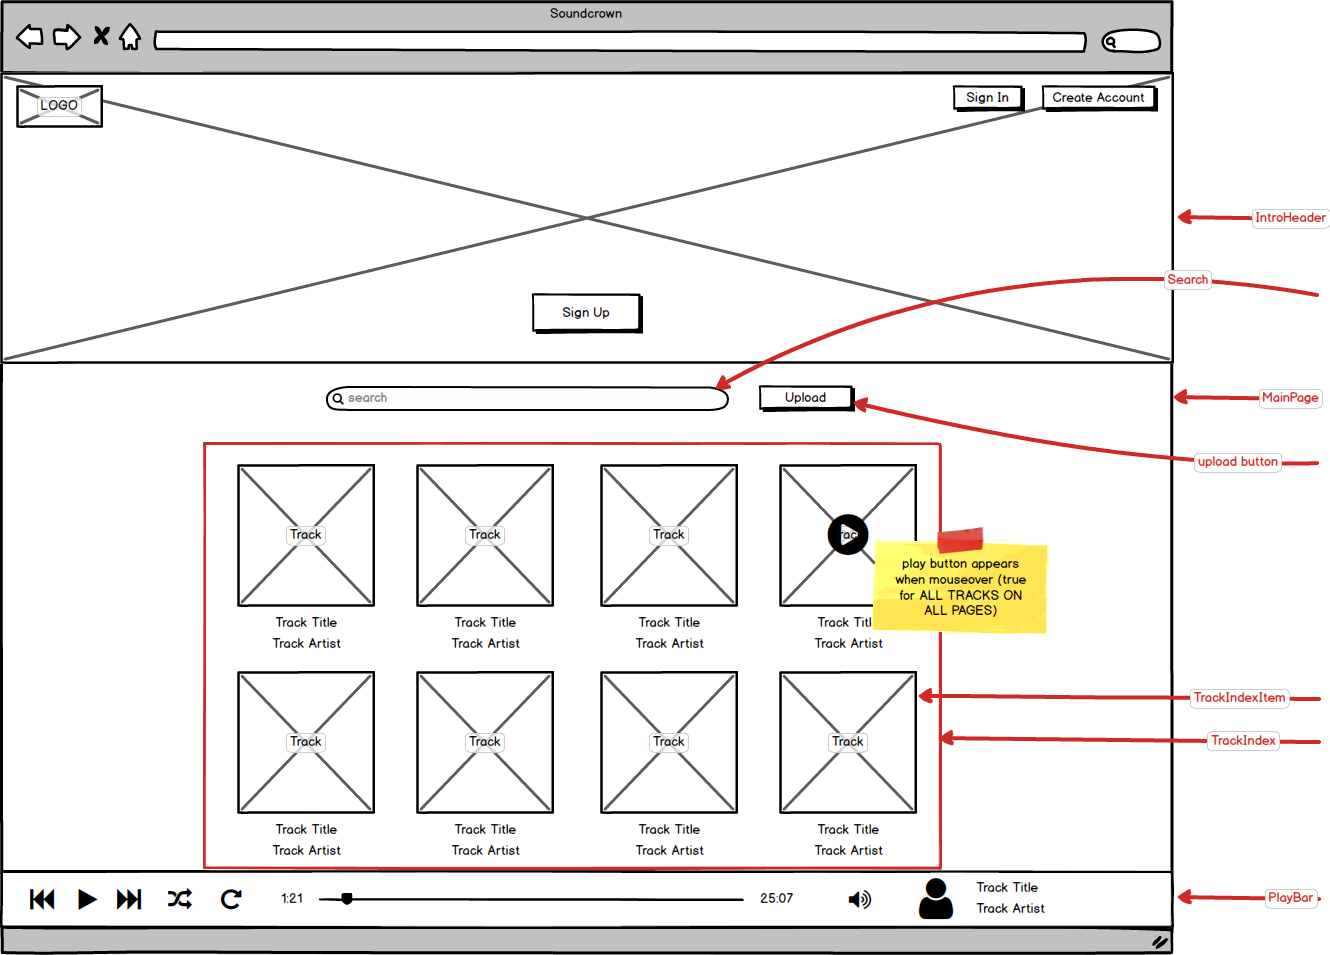 Soundcrown
LOGO
Sign In
Create Account
IntroHeader
Search
Sign Up
search
Upload
MainPage
upload button
Track
Track
Track
play button appears
when mouseover (true
for ALL TRACKS ON
ALL PAGES)
Track Title
Track Title
Track Title
Track Titl
Track Artist
Track Artist
Track Artist
Track Artist
TrackIndexItem
TrackIndex
Track
Track
Track
Track
Track Title
Track Title
Track Title
Track Title
Track Artist
Track Artist
Track Artist
Track Artist
1:21
25:07
Track Title
Track Artist
PlayBar